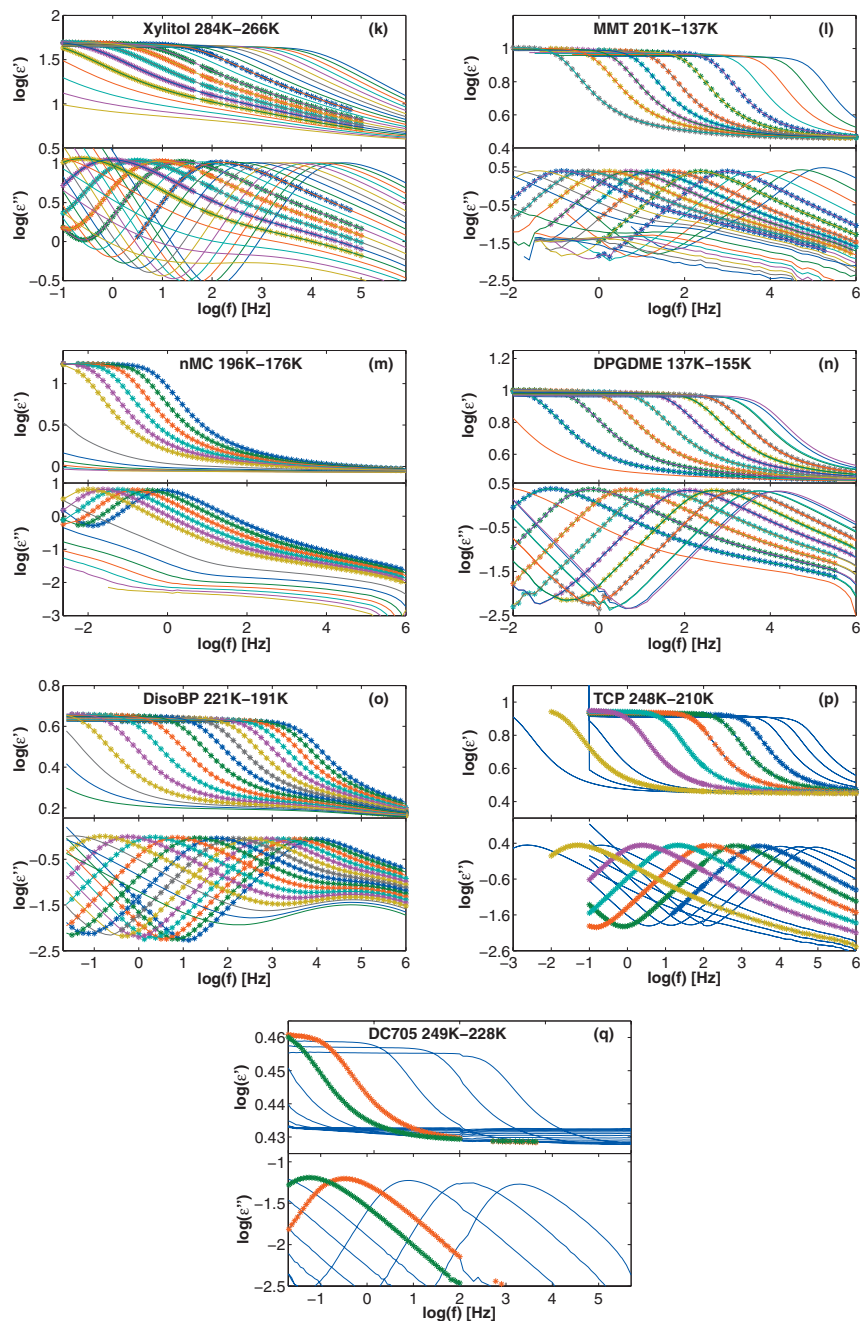 Xylitol 284K−266K (k)
log(ε')
2
1.5
1
0.5
log(ε'')
1
0.5
0
−0.5
−1 0 1 2 3 4 5
log(f) [Hz]
MMT 201K−137K (l)
log(ε')
1
0.8
0.6
0.4
log(ε'')
0.5
−0.5
−1.5
−2.5
−2 0 2 4 6
log(f) [Hz]
nMC 196K−176K (m)
log(ε')
1
0.5
0
log(ε'')
1
0
−1
−2
−3
−2 0 2 4 6
log(f) [Hz]
DPGDME 137K−155K (n)
log(ε')
1.2
1
0.8
0.6
log(ε'')
0.5
−0.5
−1.5
−2.5
−2 0 2 4 6
log(f) [Hz]
DisoBP 221K−191K (o)
log(ε')
0.8
0.6
0.4
0.2
log(ε'')
−0.5
−1.5
−2.5
−1 0 1 2 3 4 5 6
log(f) [Hz]
TCP 248K−210K (p)
log(ε')
1
0.8
0.6
0.4
log(ε'')
0.4
−0.6
−1.6
−2.6
−3 −2 −1 0 1 2 3 4 5 6
log(f) [Hz]
DC705 249K−228K (q)
log(ε')
0.46
0.45
0.44
0.43
log(ε'')
−1
−1.5
−2
−2.5
−1 0 1 2 3 4 5
log(f) [Hz]